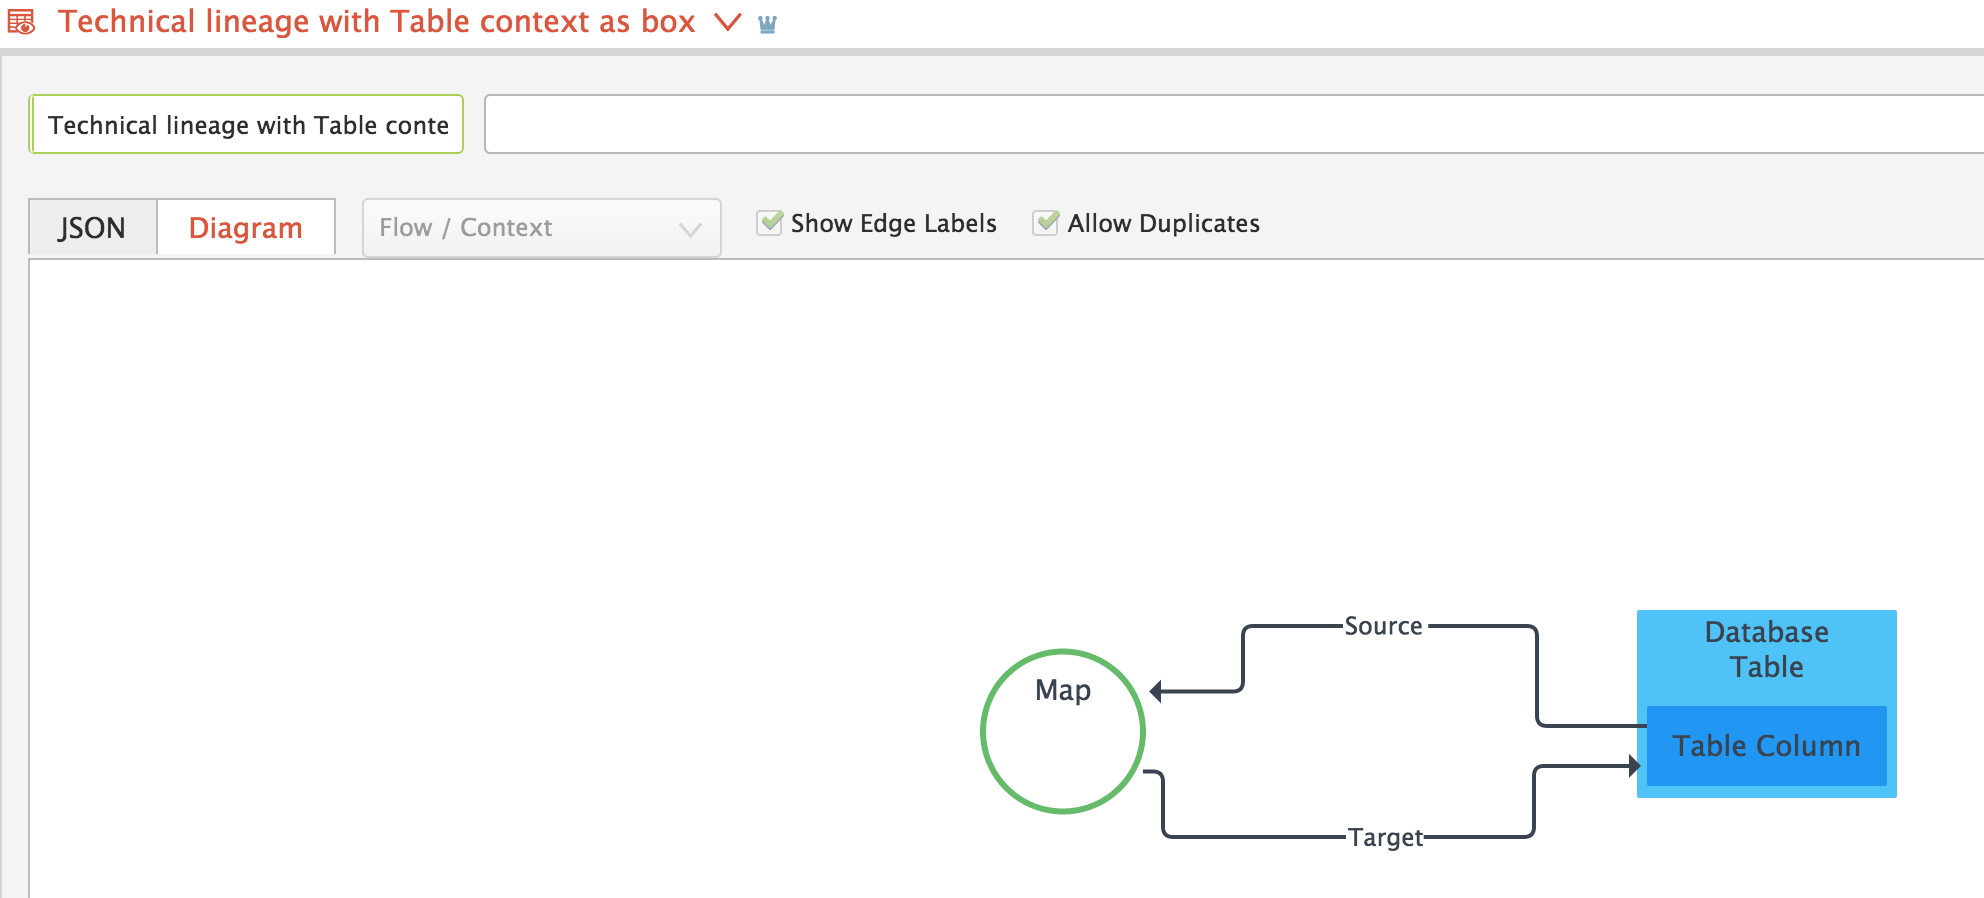 Technical lineage with Table context as box
Technical lineage with Table conte
JSON
Diagram
Flow / Context
Show Edge Labels
Allow Duplicates
Source
Database
Table
Map
Table Column
Target